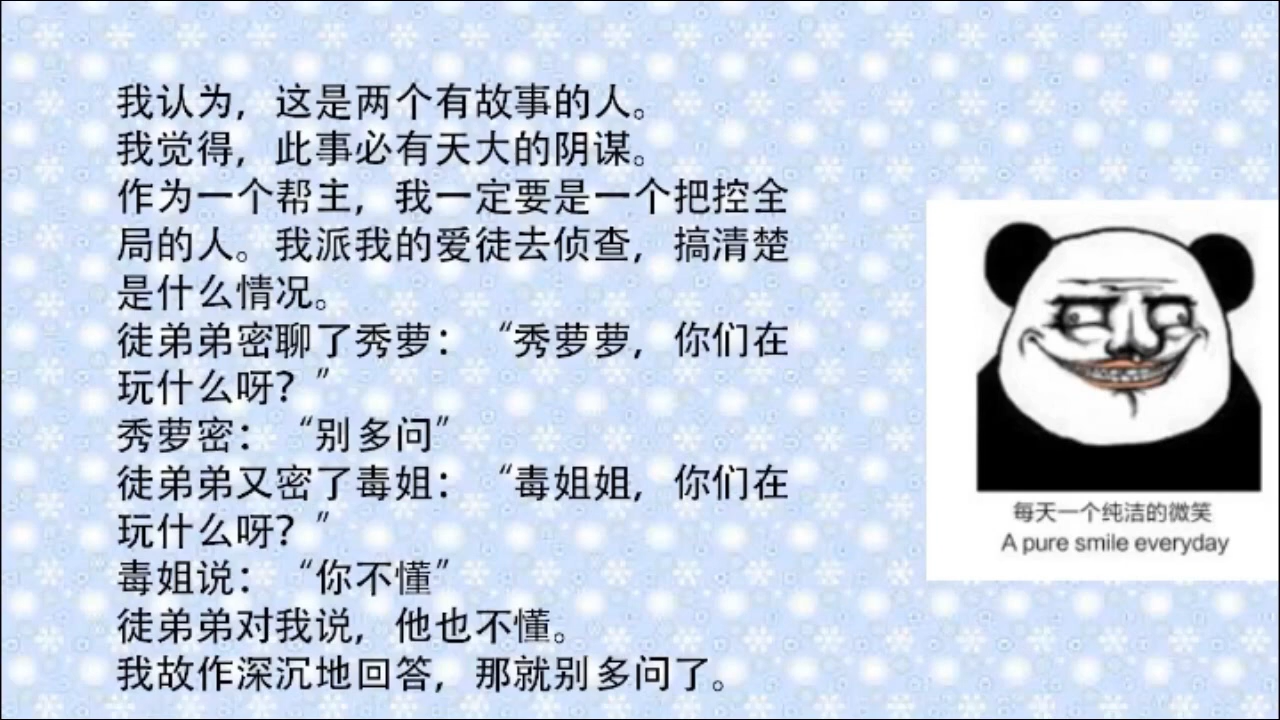 我认为，这是两个有故事的人。
我觉得，此事必有天大的阴谋。
作为一个帮主，我一定要是一个把控全
局的人。我派我的爱徒去侦查，搞清楚
是什么情况。
徒弟弟密聊了秀萝：“秀萝萝，你们在
玩什么呀？”
秀萝密：“别多问”
徒弟弟又密了毒姐：“毒姐姐，你们在
玩什么呀？”
毒姐说：“你不懂”
徒弟弟对我说，他也不懂。
我故作深沉地回答，那就别多问了。
每天一个纯洁的微笑
A pure smile everyday